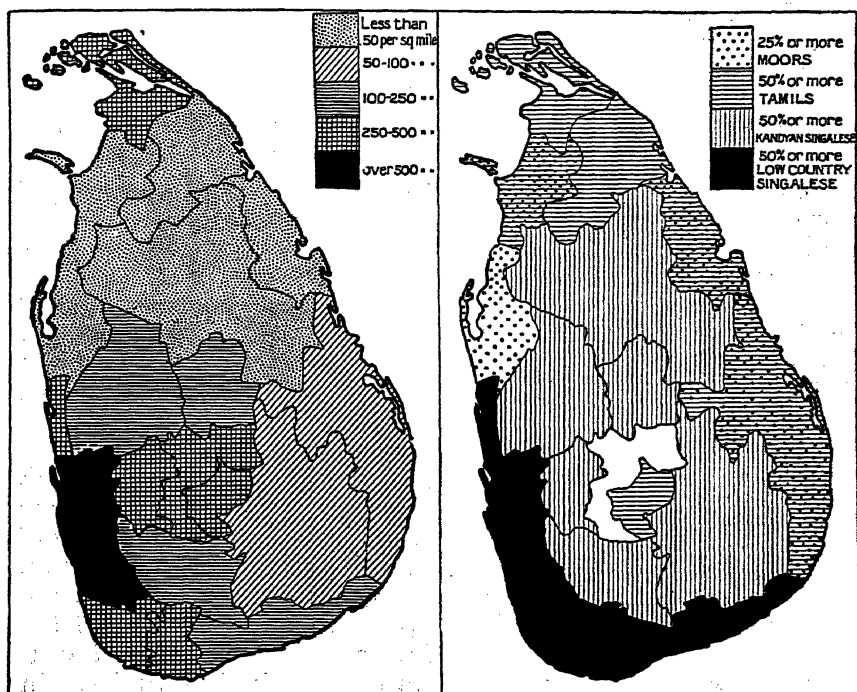 Less than
50 per sq mile
50-100 " "
100-250 " "
250-500 " "
over 500 " "
25% or more
MOORS
50% or more
TAMILS
50% or more
KANDYAN SINGALESE
50% or more
LOW COUNTRY
SINGALESE